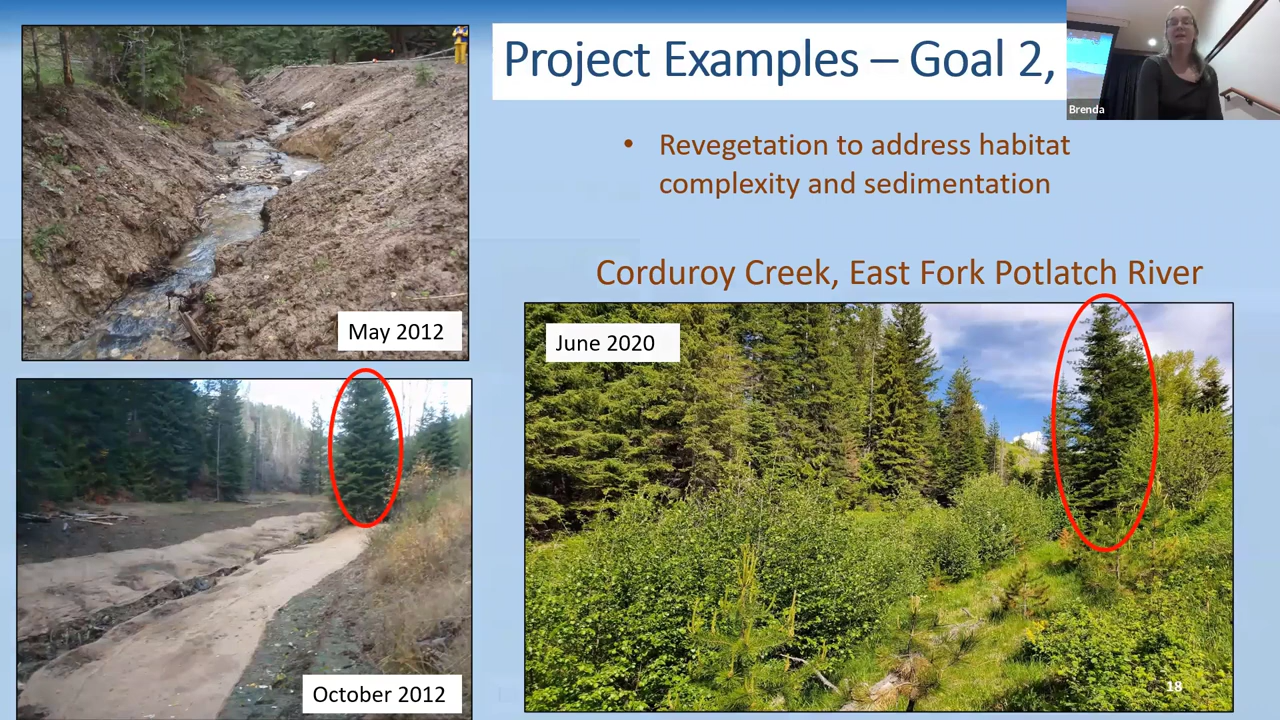 Project Examples – Goal 2,
Brenda
• Revegetation to address habitat
complexity and sedimentation
Corduroy Creek, East Fork Potlatch River
May 2012
June 2020
October 2012
18